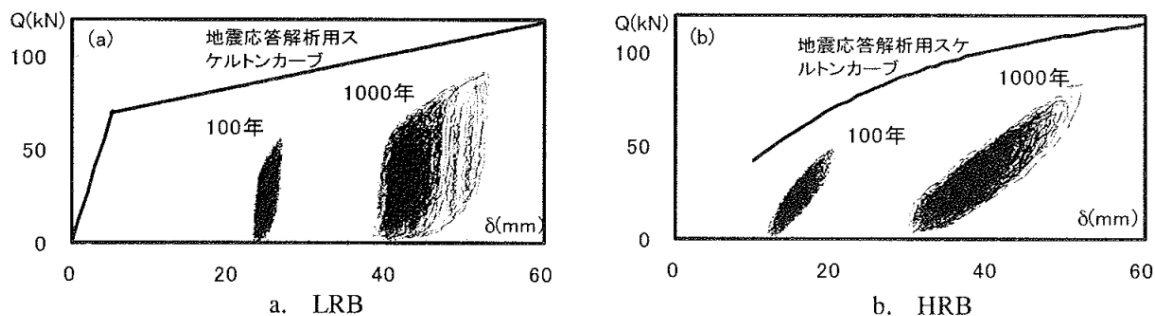 Q(kN)
(a)
地震応答解析用ス
ケルトンカーブ
100
1000年
100年
50
δ(mm)
0
0
20
40
60
a. LRB
Q(kN)
(b)
地震応答解析用スケ
ルトンカーブ
100
1000年
100年
50
δ(mm)
0
0
20
40
60
b. HRB